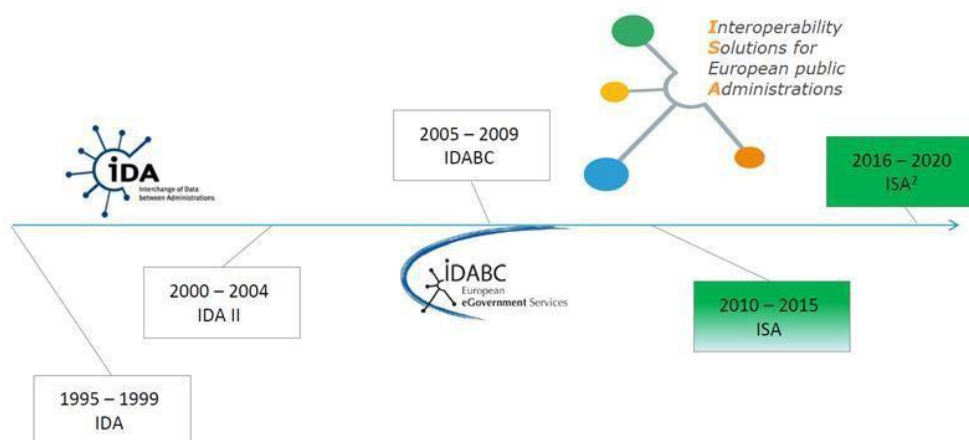 Interoperability
Solutions for
European public
Administrations
2005 – 2009
IDABC
2016 – 2020
ISA²
iDA
Interchange of Data
between Administrations
2000 – 2004
IDA II
iDABC
European
eGovernment Services
2010 – 2015
ISA
1995 – 1999
IDA